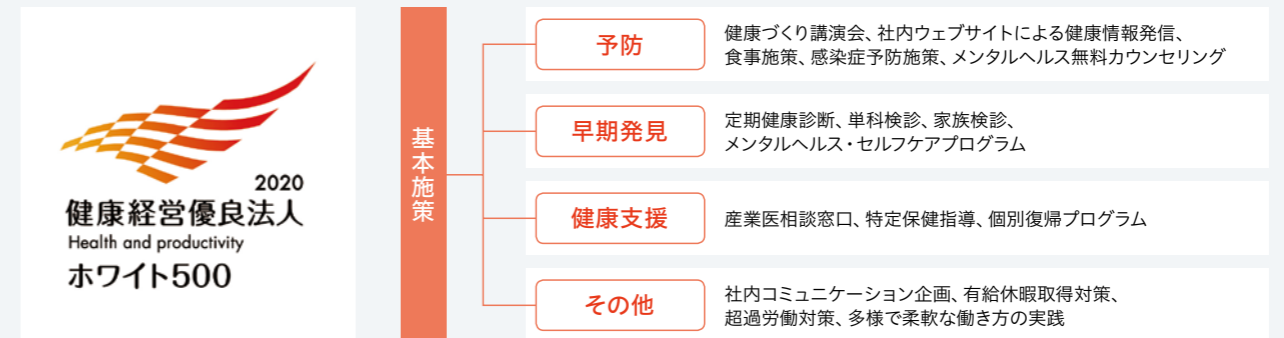 2020
健康経営優良法人
Health and productivity
ホワイト500
基本施策
予防
健康づくり講演会、社内ウェブサイトによる健康情報発信、
食事施策、感染症予防施策、メンタルヘルス無料カウンセリング
早期発見
定期健康診断、単科検診、家族検診、
メンタルヘルス・セルフケアプログラム
健康支援
産業医相談窓口、特定保健指導、個別復帰プログラム
その他
社内コミュニケーション企画、有給休暇取得対策、
超過労働対策、多様で柔軟な働き方の実践